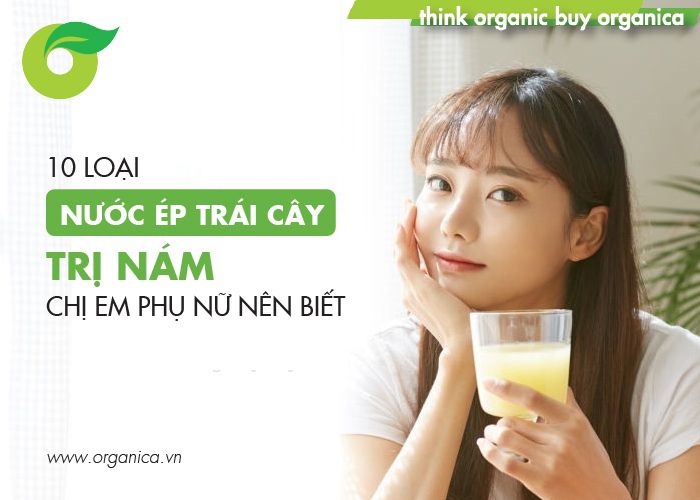 think organic buy organica
10 LOẠI
NƯỚC ÉP TRÁI CÂY
TRỊ NÁM
CHỊ EM PHỤ NỮ NÊN BIẾT
www.organica.vn